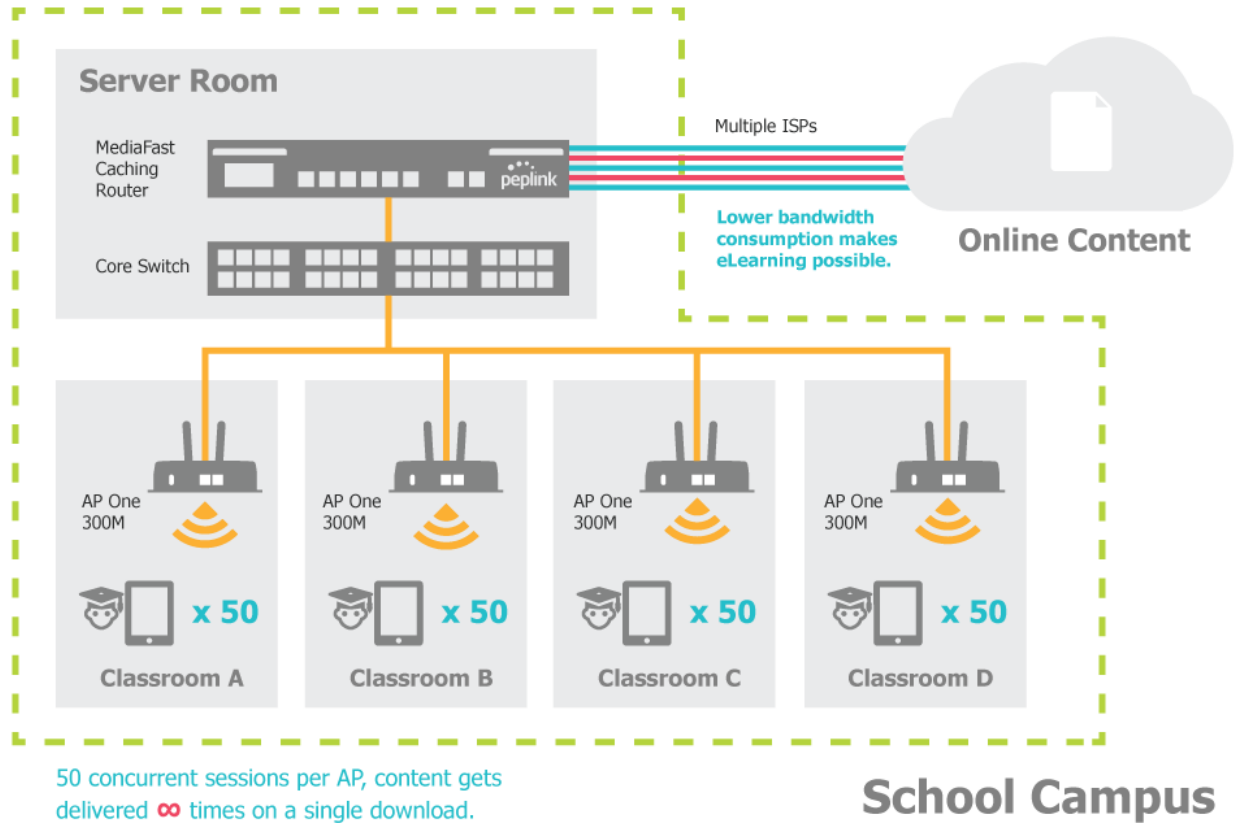 Server Room
MediaFast
Caching
Router
peplink
Core Switch
Multiple ISPs
Lower bandwidth
consumption makes
eLearning possible.
Online Content
AP One
300M
x 50
Classroom A
AP One
300M
x 50
Classroom B
AP One
300M
x 50
Classroom C
AP One
300M
x 50
Classroom D
50 concurrent sessions per AP, content gets
delivered ∞ times on a single download.
School Campus